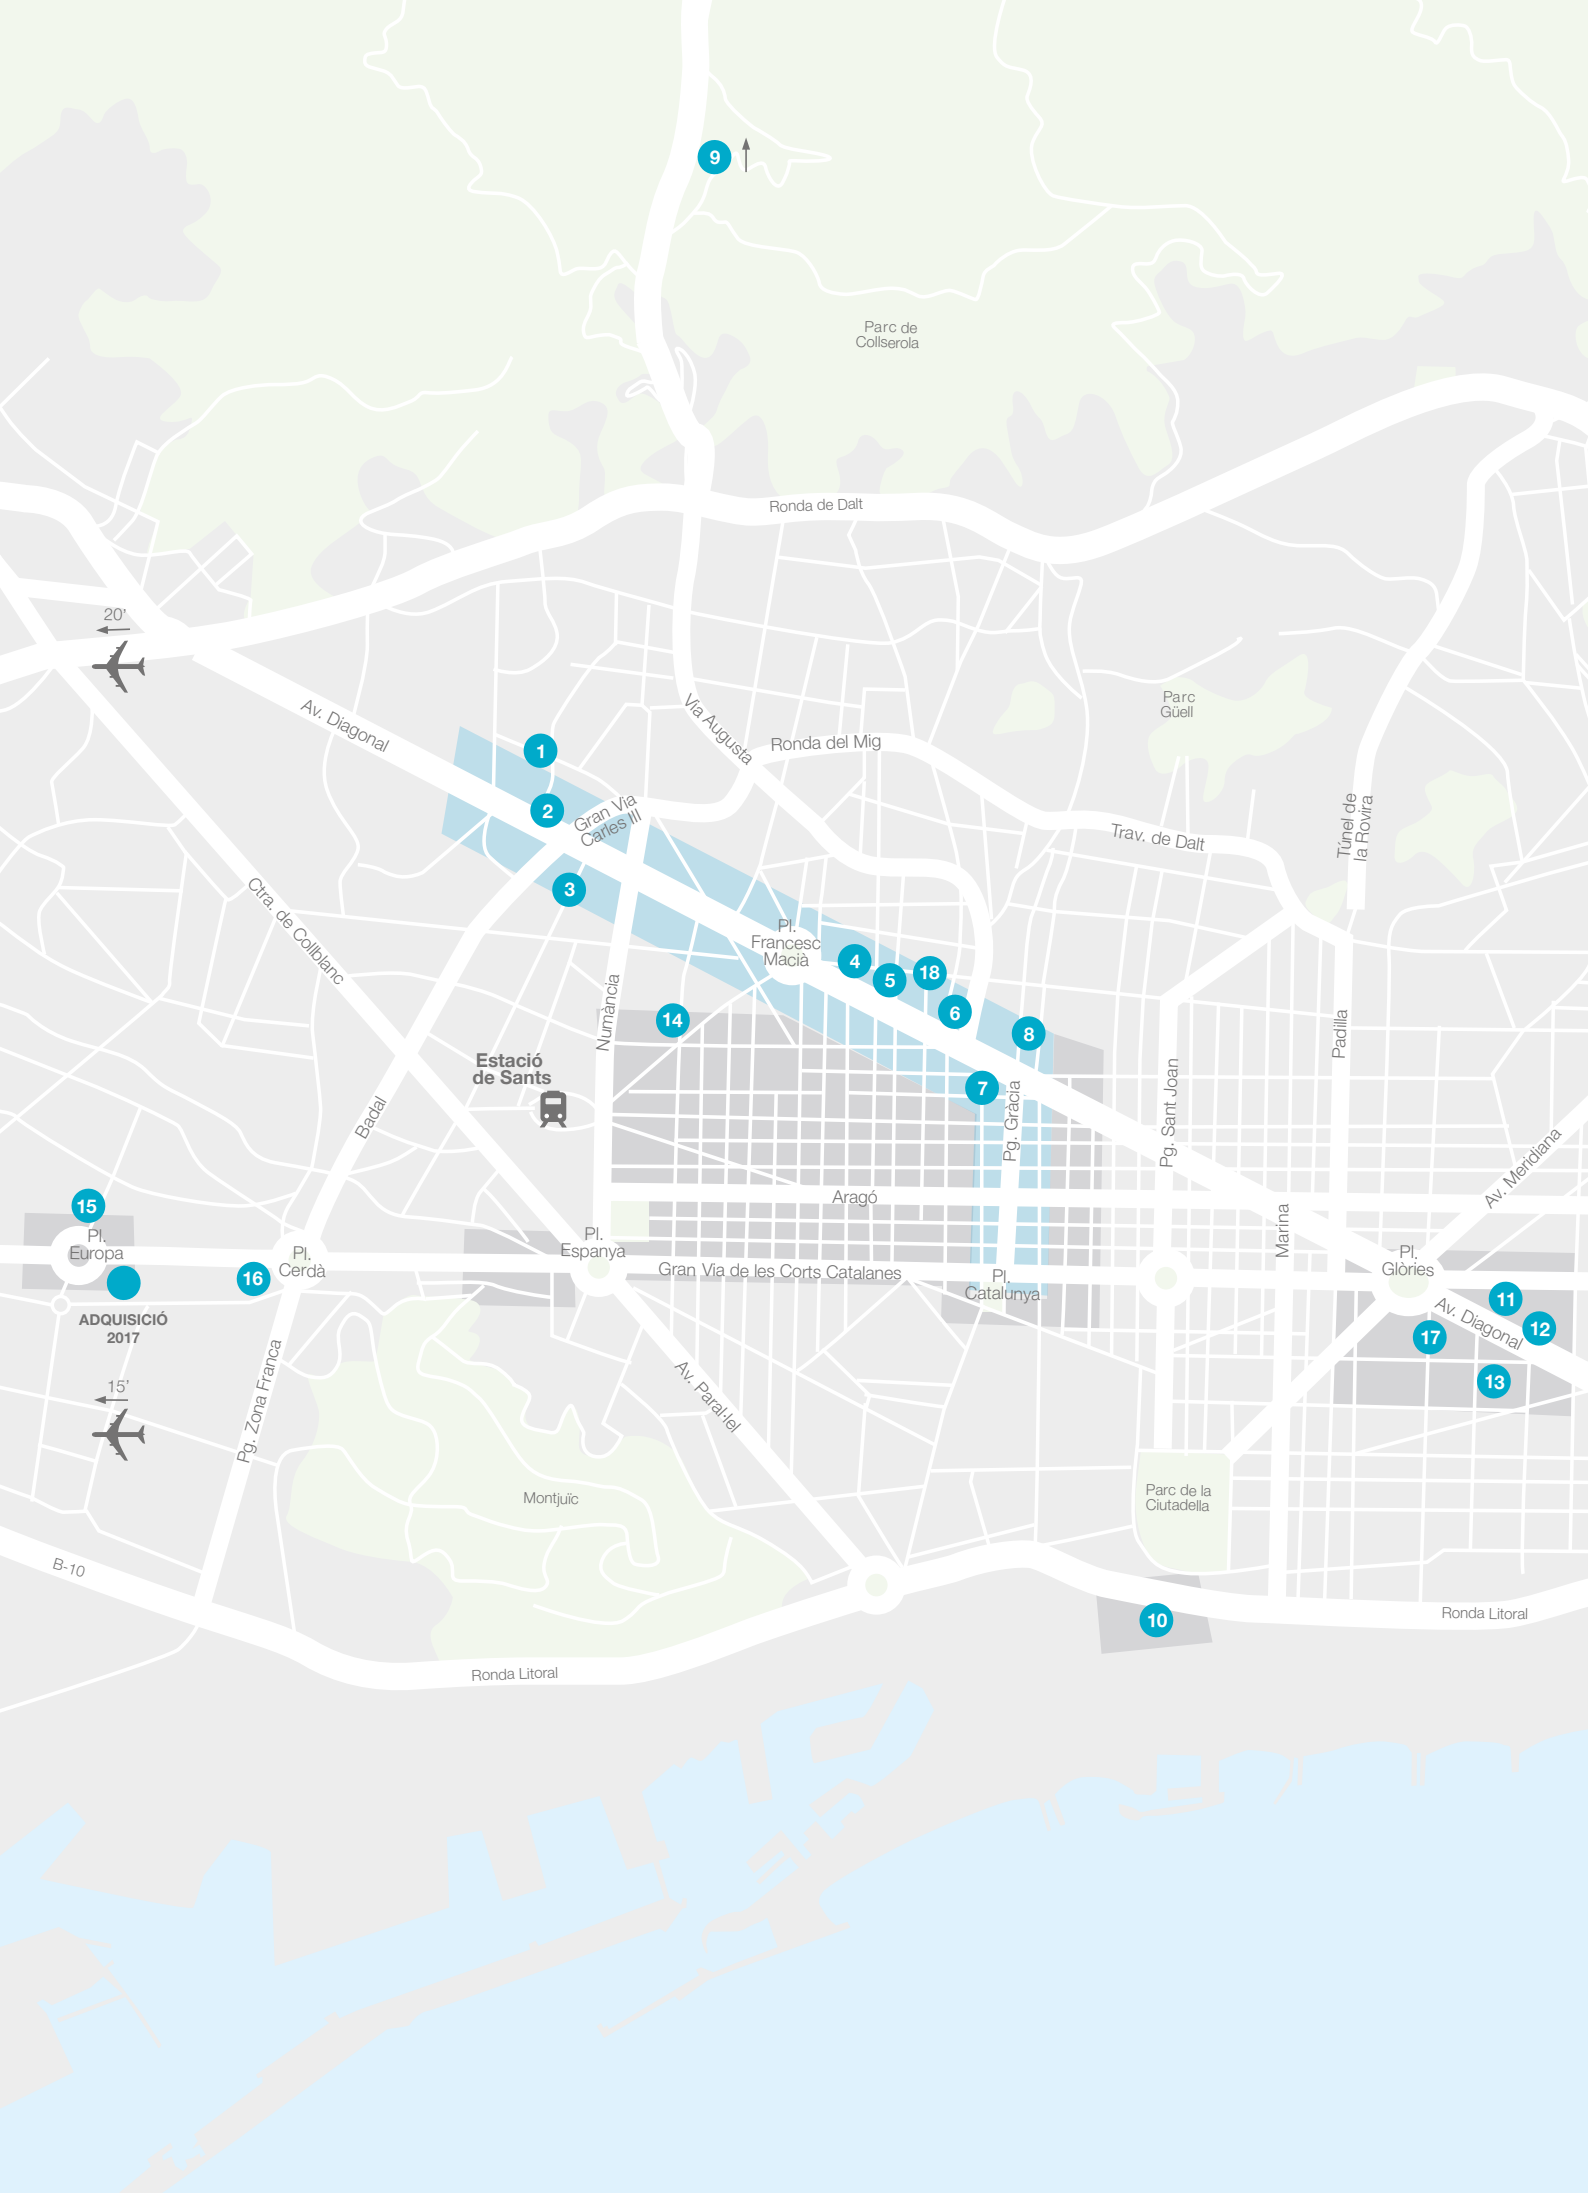 9
Parc de
Collserola
Ronda de Dalt
20’
Av. Diagonal
Via Augusta
Parc
Güell
Ronda del Mig
1
2
Gran Via
Carles III
Túnel de
la Rovira
Trav. de Dalt
3
Ctra. de Collblanc
Pl.
Francesc
Macià
4
5
18
6
8
14
Numància
Padilla
Estació
de Sants
7
Pg. Gràcia
Pg. Sant Joan
Badal
Av. Meridiana
Aragó
15
Pl.
Europa
Pl.
Cerdà
16
Pl.
Espanya
Gran Via de les Corts Catalanes
Pl.
Catalunya
Marina
Pl.
Glòries
11
12
Av. Diagonal
17
13
ADQUISICIÓ
2017
15’
Pg. Zona Franca
Av. Paral·lel
Montjuïc
Parc de la
Ciutadella
B-10
10
Ronda Litoral
Ronda Litoral